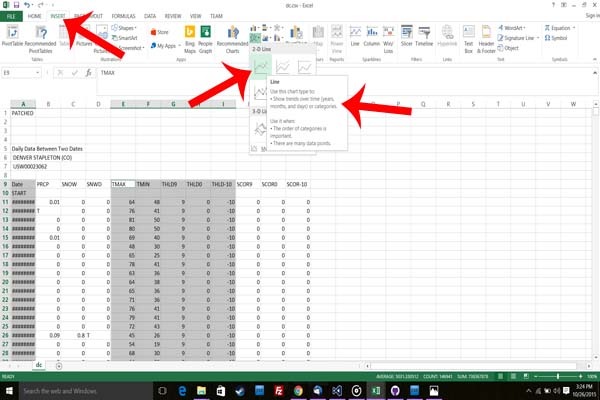 dc.csv - Excel
Sign in
FILE HOME INSERT PAGE LAYOUT FORMULAS DATA REVIEW VIEW TEAM
PivotTable Recommended PivotTables Table Pictures Online Pictures Shapes SmartArt Screenshot Store My Apps Bing Maps People Graph Recommended Charts PivotChart Power View Line Column Win/Loss Slicer Timeline Hyperlink Text Box Header & Footer WordArt Signature Line Object Equation Symbol
Tables Illustrations Add-ins Reports Sparklines Filters Links Text Symbols
2-D Line
E9 TMAX
Line
Use this chart type to:
• Show trends over time (years, months, and days) or categories.
Use it when:
• The order of categories is important.
• There are many data points.
3-D Li
A B C D E F G H I
1 PATCHED
2
3
4
5 Daily Data Between Two Dates
6 DENVER STAPLETON (CO)
7 USW00023062
8
9 Date PRCP SNOW SNWD TMAX TMIN THLD9 THLD0 THLD-10 SCOR9 SCOR0 SCOR-10
10 START
11 ######## 0.01 0 0 64 48 9 0 -10 0 0 0
12 ######## T 0 0 76 41 9 0 -10 0 0 0
13 ######## 0 0 0 81 50 9 0 -10 0 0 0
14 ######## 0 0 0 80 50 9 0 -10 0 0 0
15 ######## 0.01 0 0 69 40 9 0 -10 0 0 0
16 ######## 0 0 0 48 30 9 0 -10 0 0 0
17 ######## 0 0 0 65 25 9 0 -10 0 0 0
18 ######## 0 0 0 78 41 9 0 -10 0 0 0
19 ######## 0 0 0 63 36 9 0 -10 0 0 0
20 ######## 0 0 0 64 38 9 0 -10 0 0 0
21 ######## 0 0 0 71 36 9 0 -10 0 0 0
22 ######## 0 0 0 76 41 9 0 -10 0 0 0
23 ######## 0 0 0 79 41 9 0 -10 0 0 0
24 ######## 0 0 0 79 50 9 0 -10 0 0 0
25 ######## 0 0 0 72 43 9 0 -10 0 0 0
26 ######## 0.09 0.8 T 45 26 9 0 -10 0 0 0
27 ######## 0 0 0 54 19 9 0 -10 0 0 0
28 ######## 0 0 0 66 31 9 0 -10 0 0 0
dc
READY
100%
Search the web and Windows
3:24 PM
10/26/2015